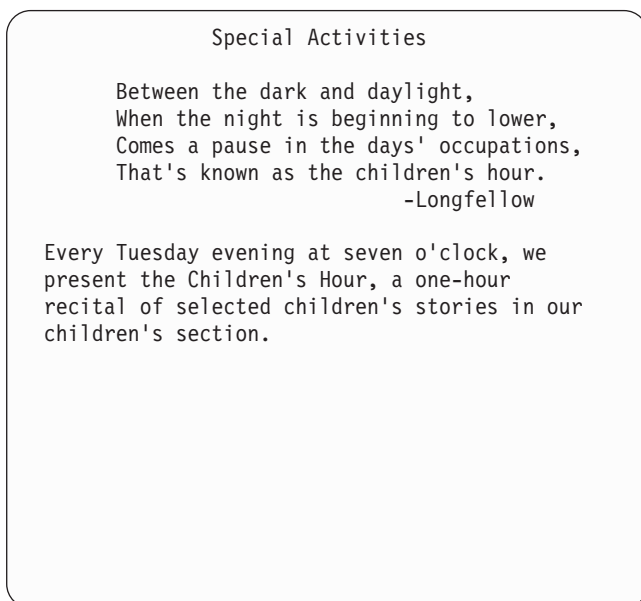 Special Activities
Between the dark and daylight,
When the night is beginning to lower,
Comes a pause in the days' occupations,
That's known as the children's hour.
-Longfellow
Every Tuesday evening at seven o'clock, we
present the Children's Hour, a one-hour
recital of selected children's stories in our
children's section.